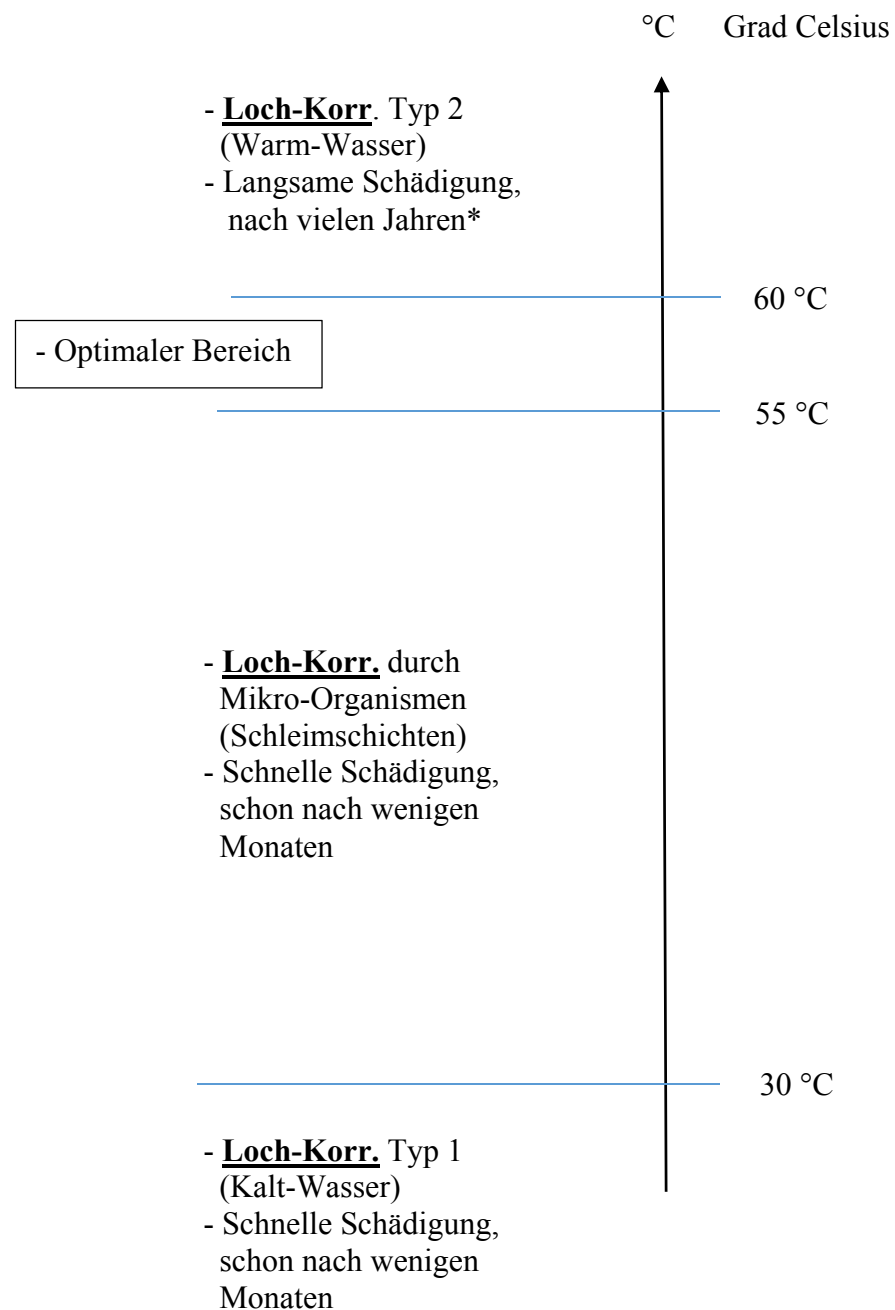 °C Grad Celsius
- Loch-Korr. Typ 2
(Warm-Wasser)
- Langsame Schädigung,
nach vielen Jahren*
60 °C
- Optimaler Bereich
55 °C
- Loch-Korr. durch
Mikro-Organismen
(Schleimschichten)
- Schnelle Schädigung,
schon nach wenigen
Monaten
30 °C
- Loch-Korr. Typ 1
(Kalt-Wasser)
- Schnelle Schädigung,
schon nach wenigen
Monaten